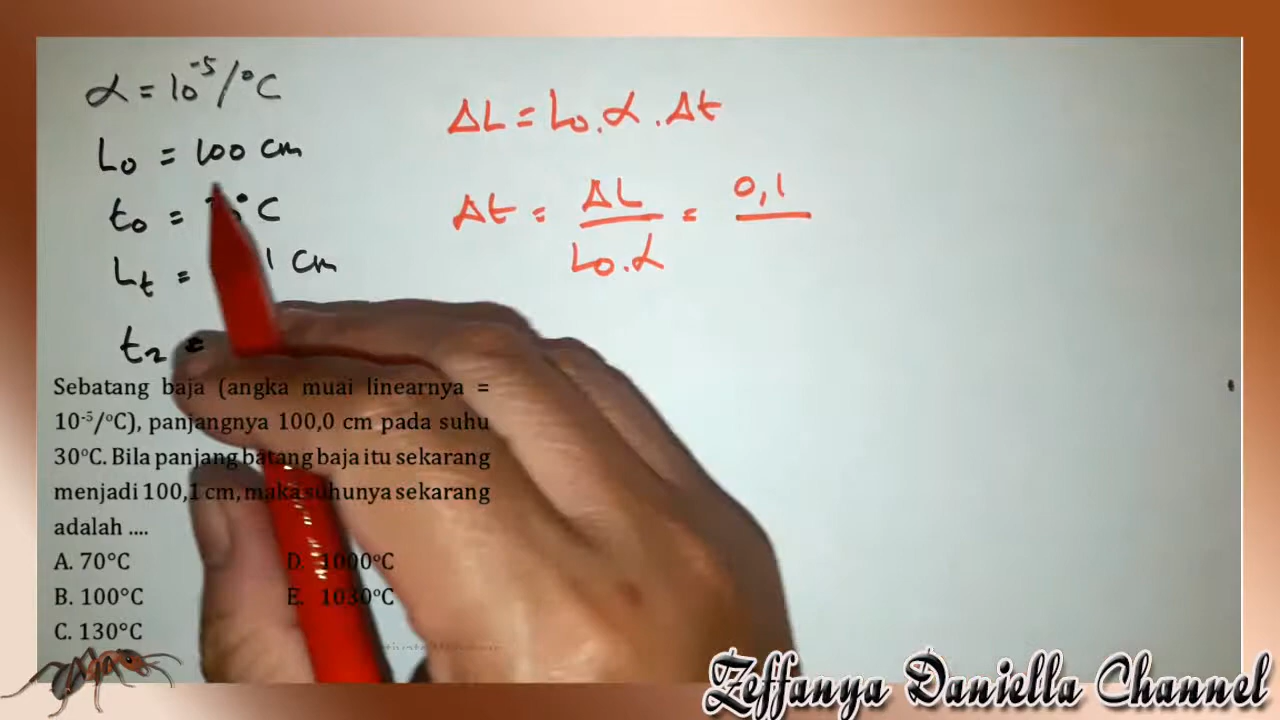 α = 10⁻⁵/°C
L₀ = 100 cm
t₀ = °C
Lt = 1 cm
t₂ =
ΔL = L₀.α.Δt
Δt = ΔL / L₀.α = 0,1
Sebatang baja (angka muai linearnya =
10⁻⁵/°C), panjangnya 100,0 cm pada suhu
30°C. Bila panjang batang baja itu sekarang
menjadi 100,1 cm, maka suhunya sekarang
adalah ....
A. 70°C D. 1000°C
B. 100°C E. 1030°C
C. 130°C
Zeffanya Daniella Channel